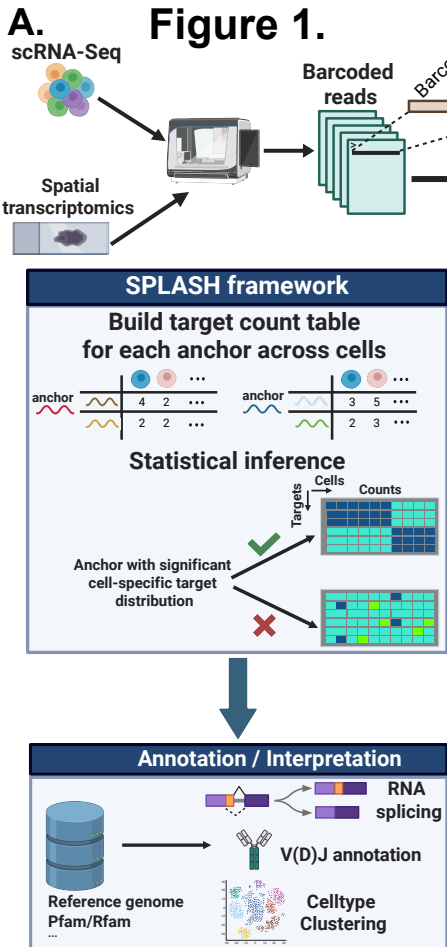 A. Figure 1.
scRNA-Seq
Barcoded
reads
Spatial
transcriptomics
SPLASH framework
Build target count table
for each anchor across cells
anchor
4 2 ...
2 2 ...
anchor
3 5 ...
2 3 ...
Statistical inference
Cells
Targets
Counts
Anchor with significant
cell-specific target
distribution
Annotation / Interpretation
RNA
splicing
V(D)J annotation
Reference genome
Pfam/Rfam
...
Celltype
Clustering